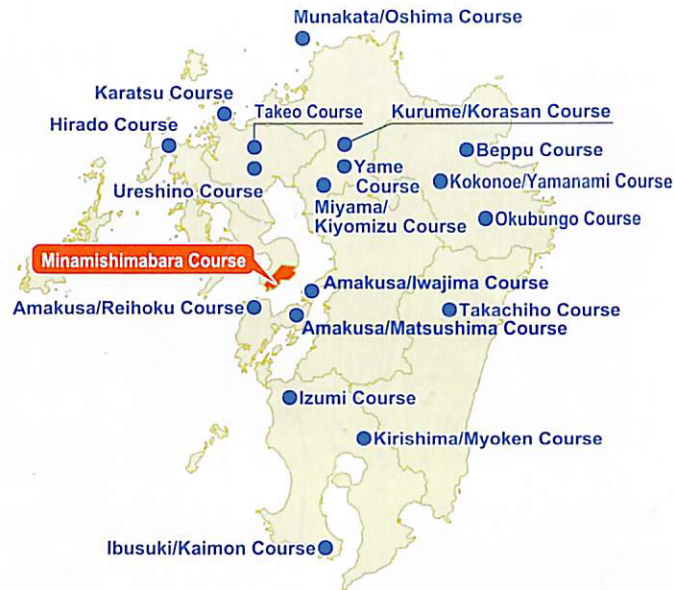 Munakata/Oshima Course
Karatsu Course
Takeo Course
Kurume/Korasan Course
Hirado Course
Beppu Course
Yame
Course
Kokonoe/Yamanami Course
Ureshino Course
Miyama/
Kiyomizu Course
Okubungo Course
Minamishimabara Course
Amakusa/Iwajima Course
Amakusa/Reihoku Course
Takachiho Course
Amakusa/Matsushima Course
Izumi Course
Kirishima/Myoken Course
Ibusuki/Kaimon Course